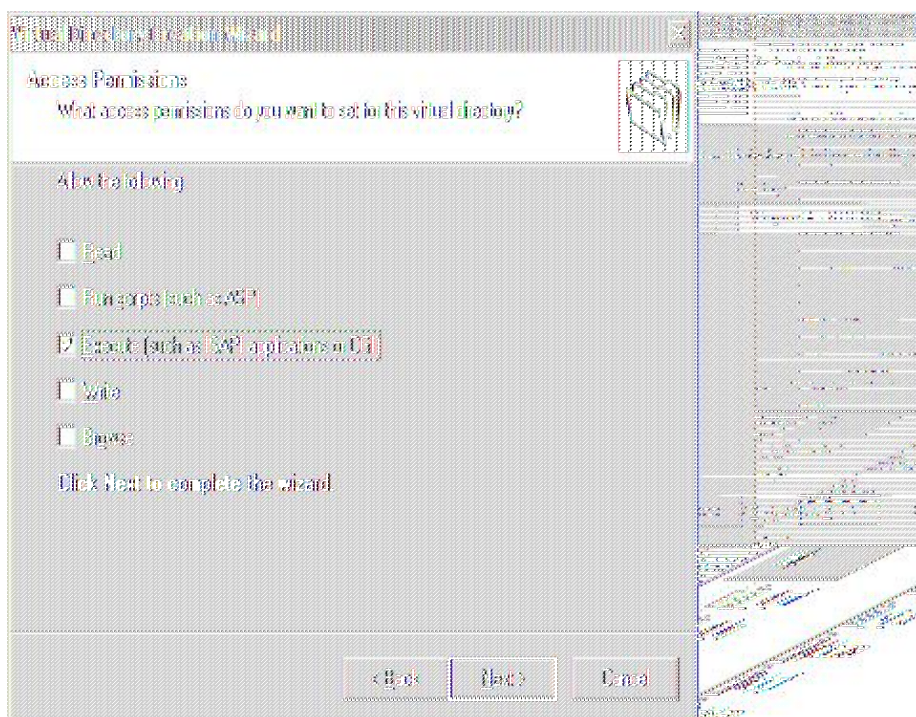 Virtual Directory Creation Wizard
Access Permissions
What access permissions do you want to set for this virtual directory?
Allow the following:
Read
Run scripts (such as ASP)
Execute (such as ISAPI applications or CGI)
Write
Browse
Click Next to complete the wizard.
< Back
Next >
Cancel